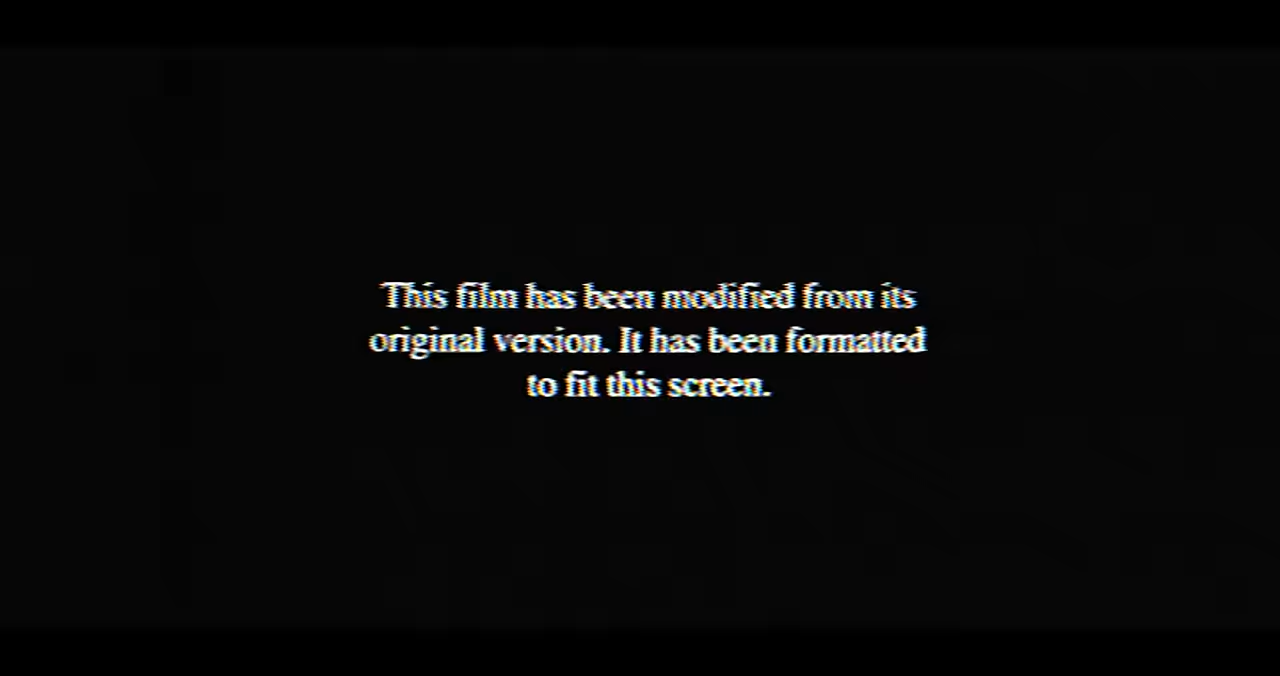 This film has been modified from its
original version. It has been formatted
to fit this screen.